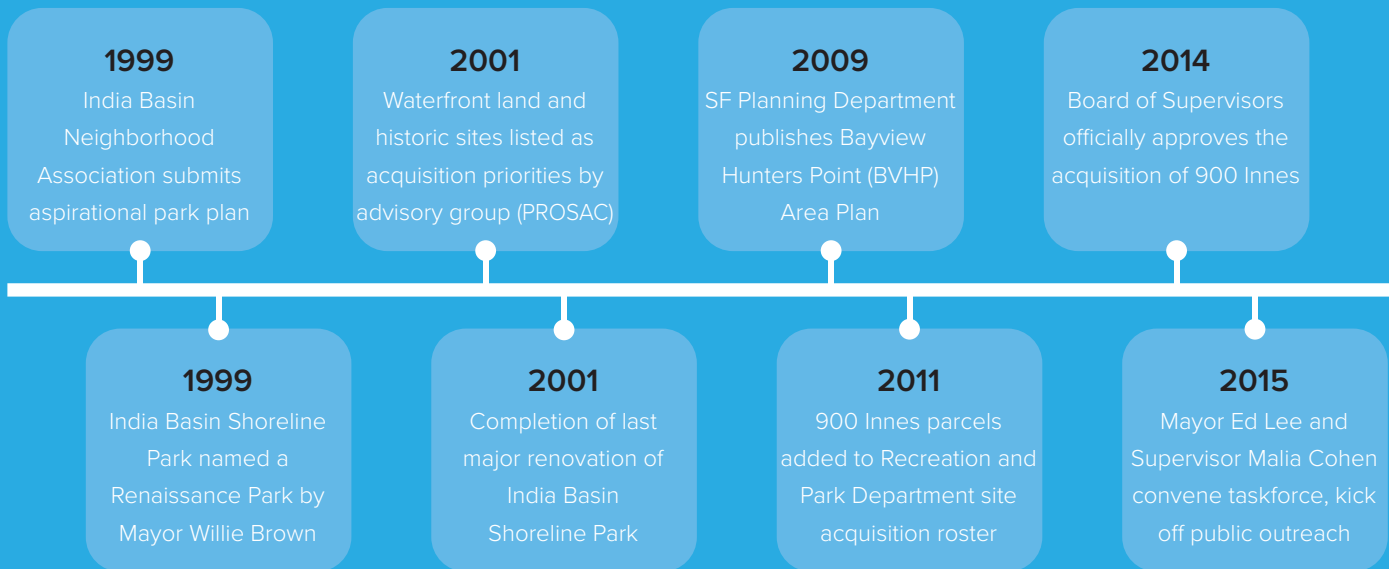 1999
India Basin
Neighborhood
Association submits
aspirational park plan
2001
Waterfront land and
historic sites listed as
acquisition priorities by
advisory group (PROSAC)
2009
SF Planning Department
publishes Bayview
Hunters Point (BVHP)
Area Plan
2014
Board of Supervisors
officially approves the
acquisition of 900 Innes
1999
India Basin Shoreline
Park named a
Renaissance Park by
Mayor Willie Brown
2001
Completion of last
major renovation of
India Basin
Shoreline Park
2011
900 Innes parcels
added to Recreation and
Park Department site
acquisition roster
2015
Mayor Ed Lee and
Supervisor Malia Cohen
convene taskforce, kick
off public outreach